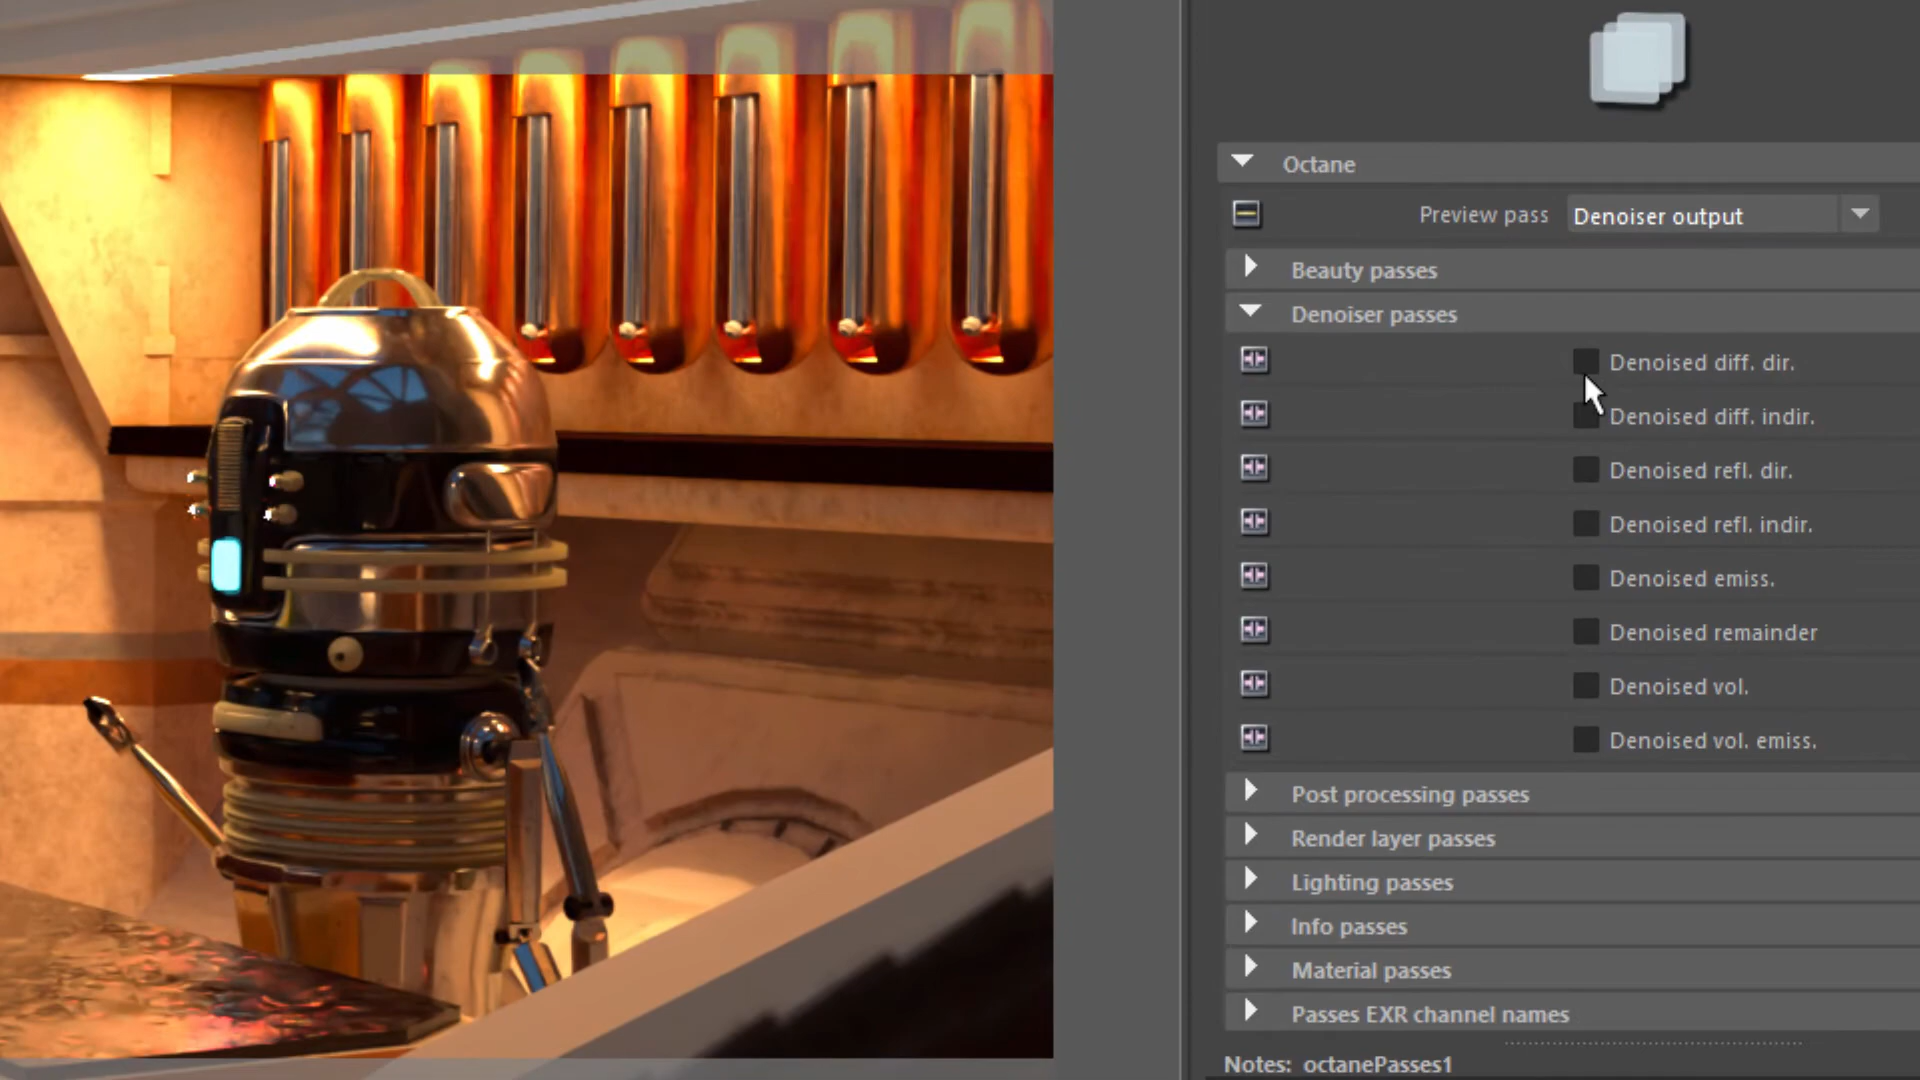 Octane
Preview pass Denoiser output
Beauty passes
Denoiser passes
Denoised diff. dir.
Denoised diff. indir.
Denoised refl. dir.
Denoised refl. indir.
Denoised emiss.
Denoised remainder
Denoised vol.
Denoised vol. emiss.
Post processing passes
Render layer passes
Lighting passes
Info passes
Material passes
Passes EXR channel names
Notes: octanePasses1